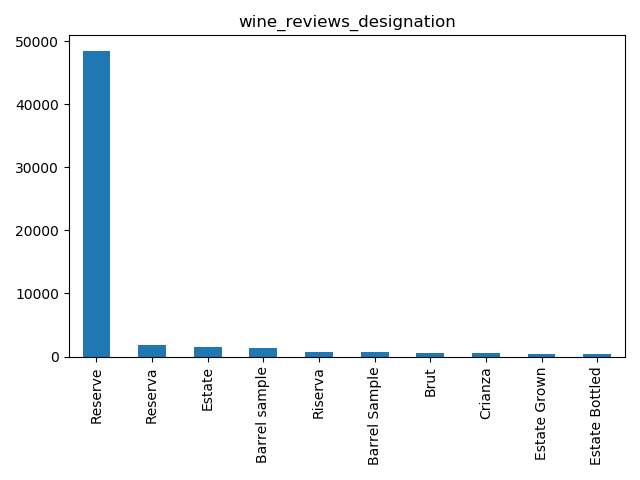 wine_reviews_designation
50000
40000
30000
20000
10000
0
Reserve
Reserva
Estate
Barrel sample
Riserva
Barrel Sample
Brut
Crianza
Estate Grown
Estate Bottled